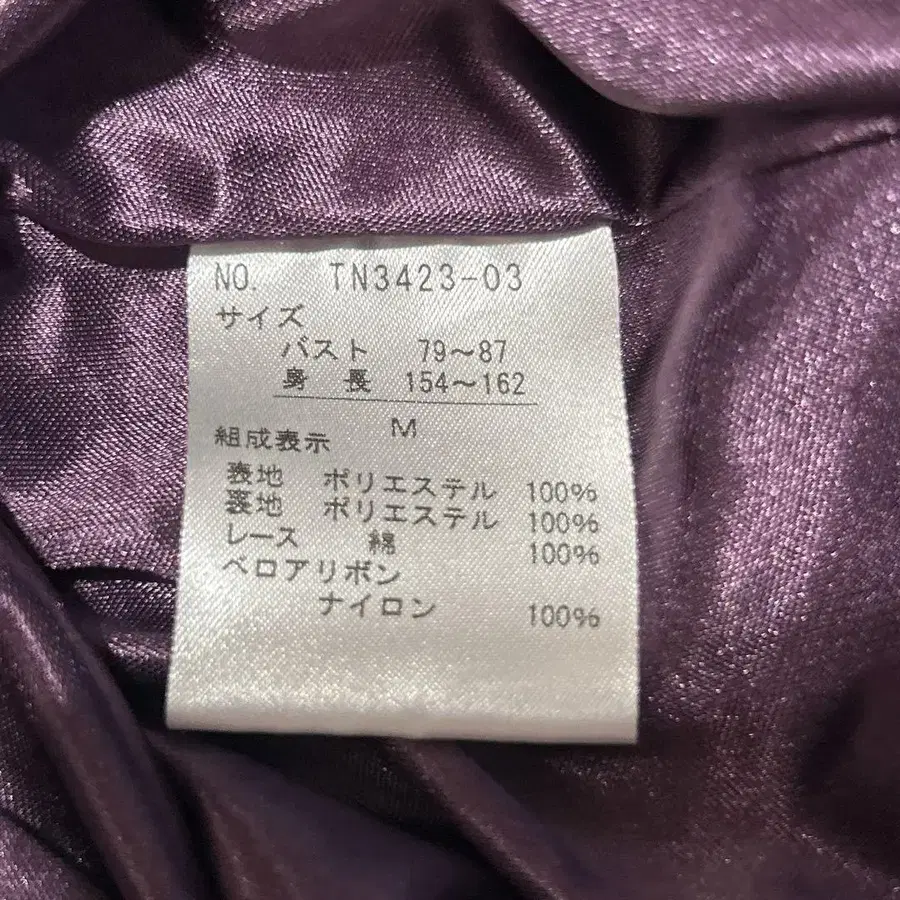 NO. TN3423-03
サイズ
バスト 79〜87
身長 154〜162
M
組成表示
表地 ポリエステル 100%
裏地 ポリエステル 100%
レース 綿 100%
ベロアリボン
ナイロン 100%